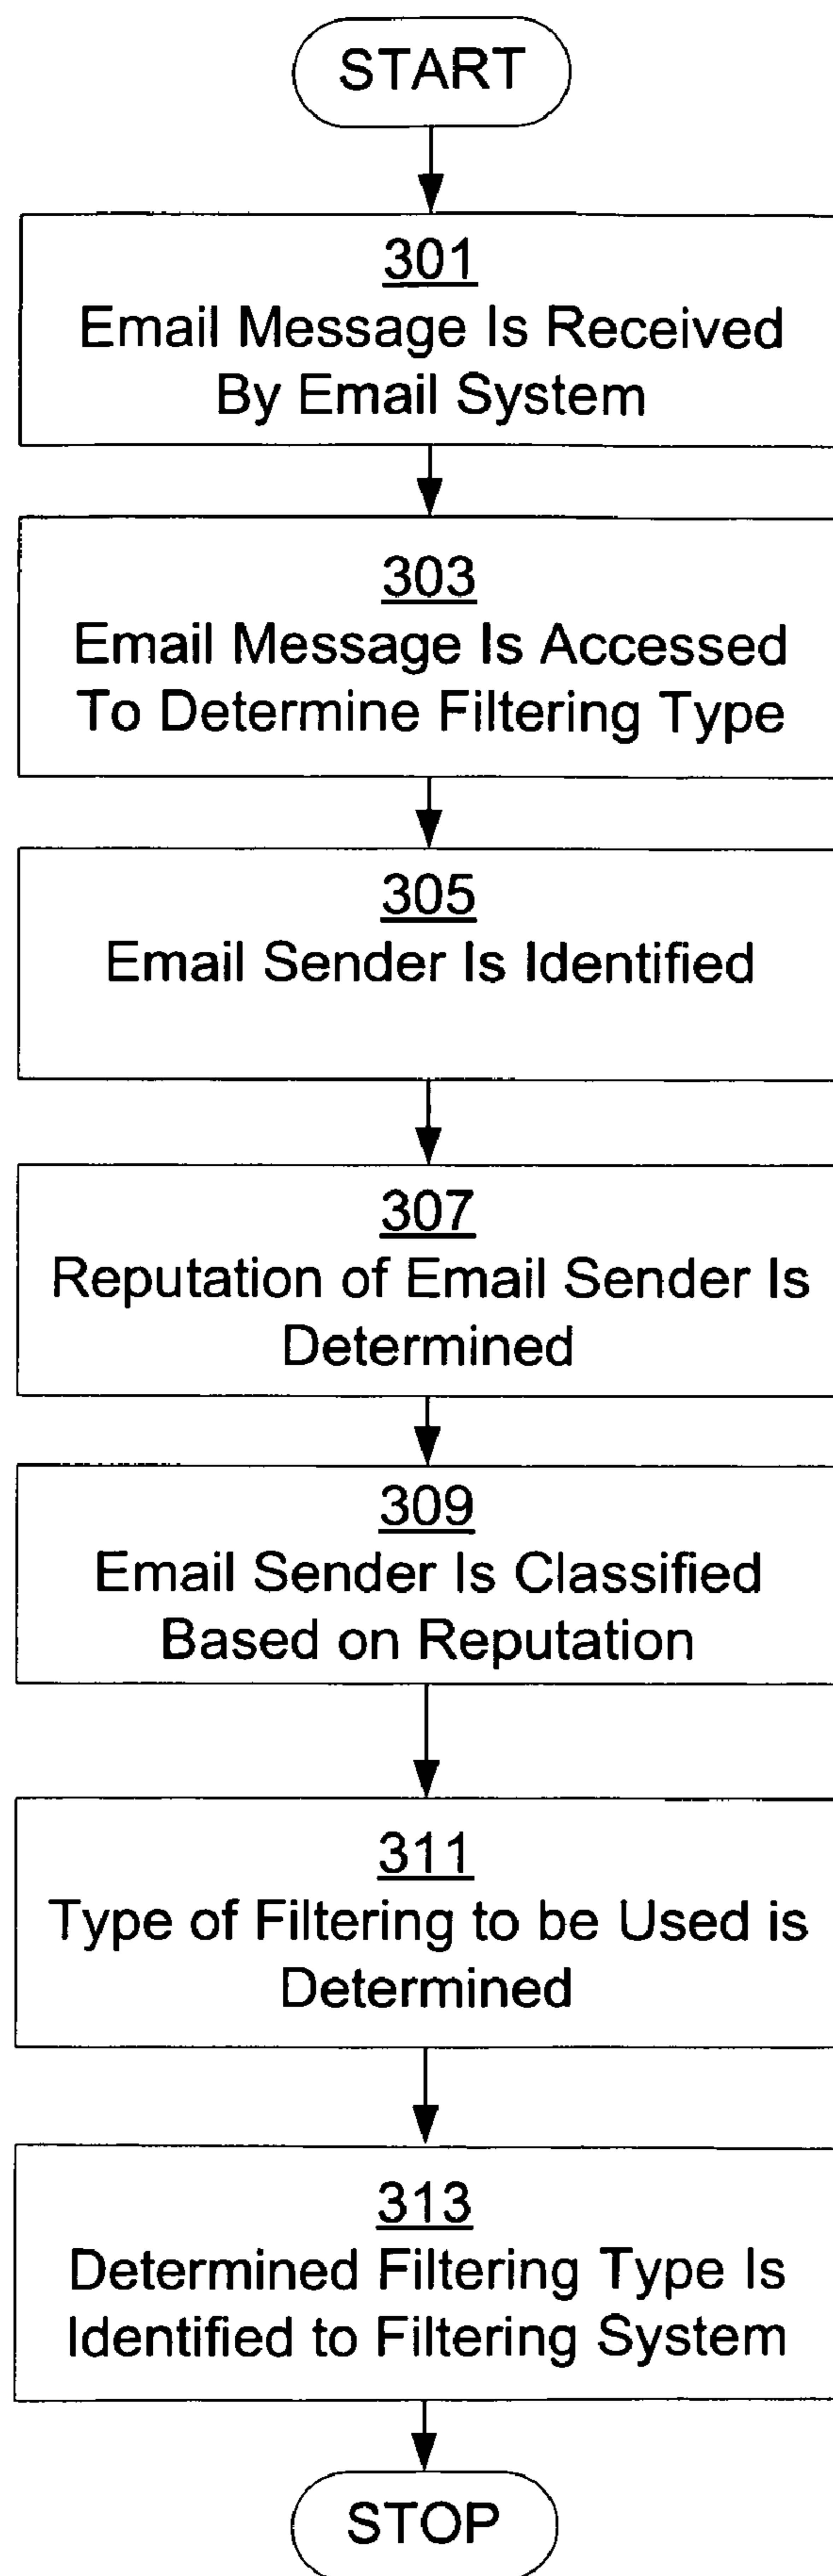 START
301
Email Message Is Received
By Email System
303
Email Message Is Accessed
To Determine Filtering Type
305
Email Sender Is Identified
307
Reputation of Email Sender Is
Determined
309
Email Sender Is Classified
Based on Reputation
311
Type of Filtering to be Used is
Determined
313
Determined Filtering Type Is
Identified to Filtering System
STOP